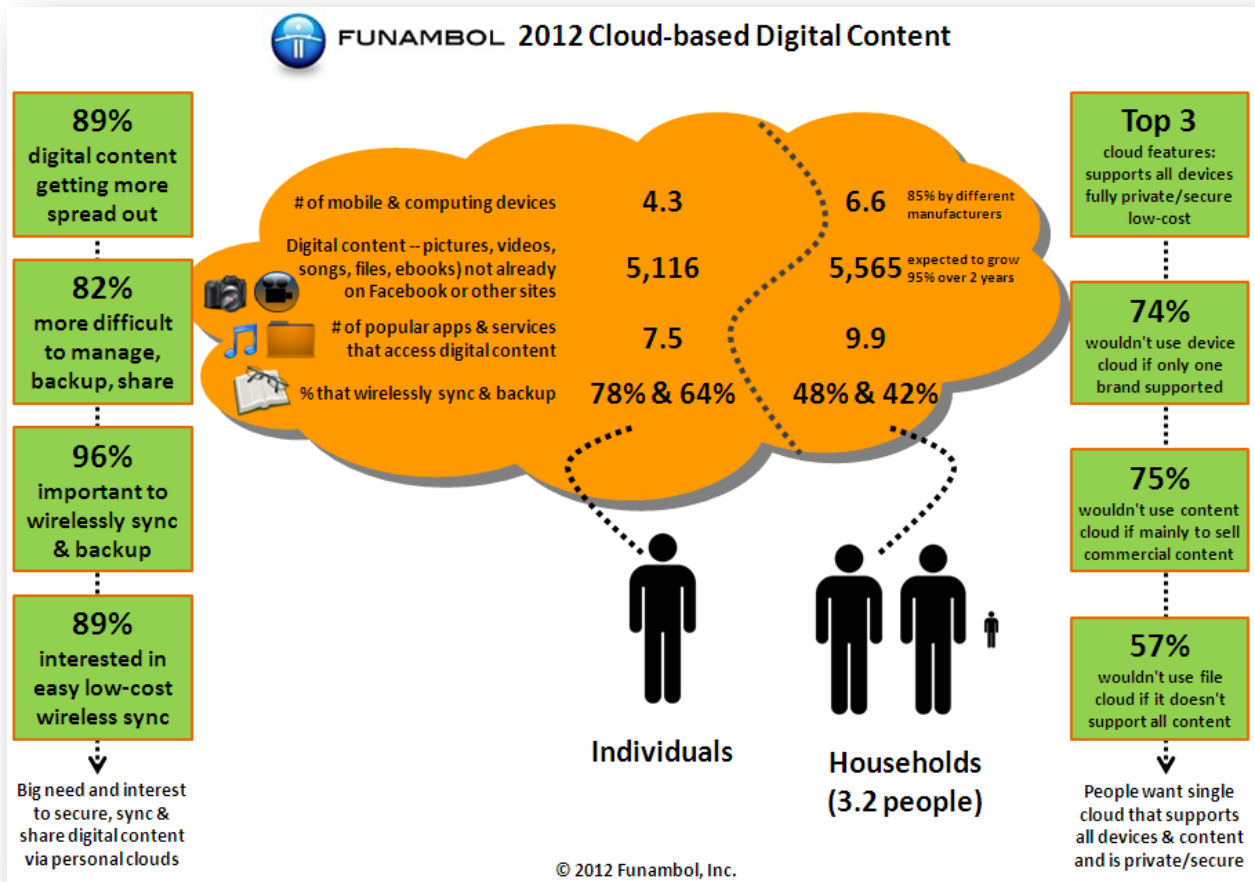 FUNAMBOL 2012 Cloud-based Digital Content
89%
digital content
getting more
spread out
82%
more difficult
to manage,
backup, share
96%
important to
wirelessly sync
& backup
89%
interested in
easy low-cost
wireless sync
Big need and interest
to secure, sync &
share digital content
via personal clouds
# of mobile & computing devices 4.3 6.6 85% by different
manufacturers
Digital content -- pictures, videos,
songs, files, ebooks) not already
on Facebook or other sites
5,116 5,565 expected to grow
95% over 2 years
# of popular apps & services
that access digital content
7.5 9.9
% that wirelessly sync & backup 78% & 64% 48% & 42%
Individuals
Households
(3.2 people)
Top 3
cloud features:
supports all devices
fully private/secure
low-cost
74%
wouldn't use device
cloud if only one
brand supported
75%
wouldn't use content
cloud if mainly to sell
commercial content
57%
wouldn't use file
cloud if it doesn't
support all content
People want single
cloud that supports
all devices & content
and is private/secure
© 2012 Funambol, Inc.